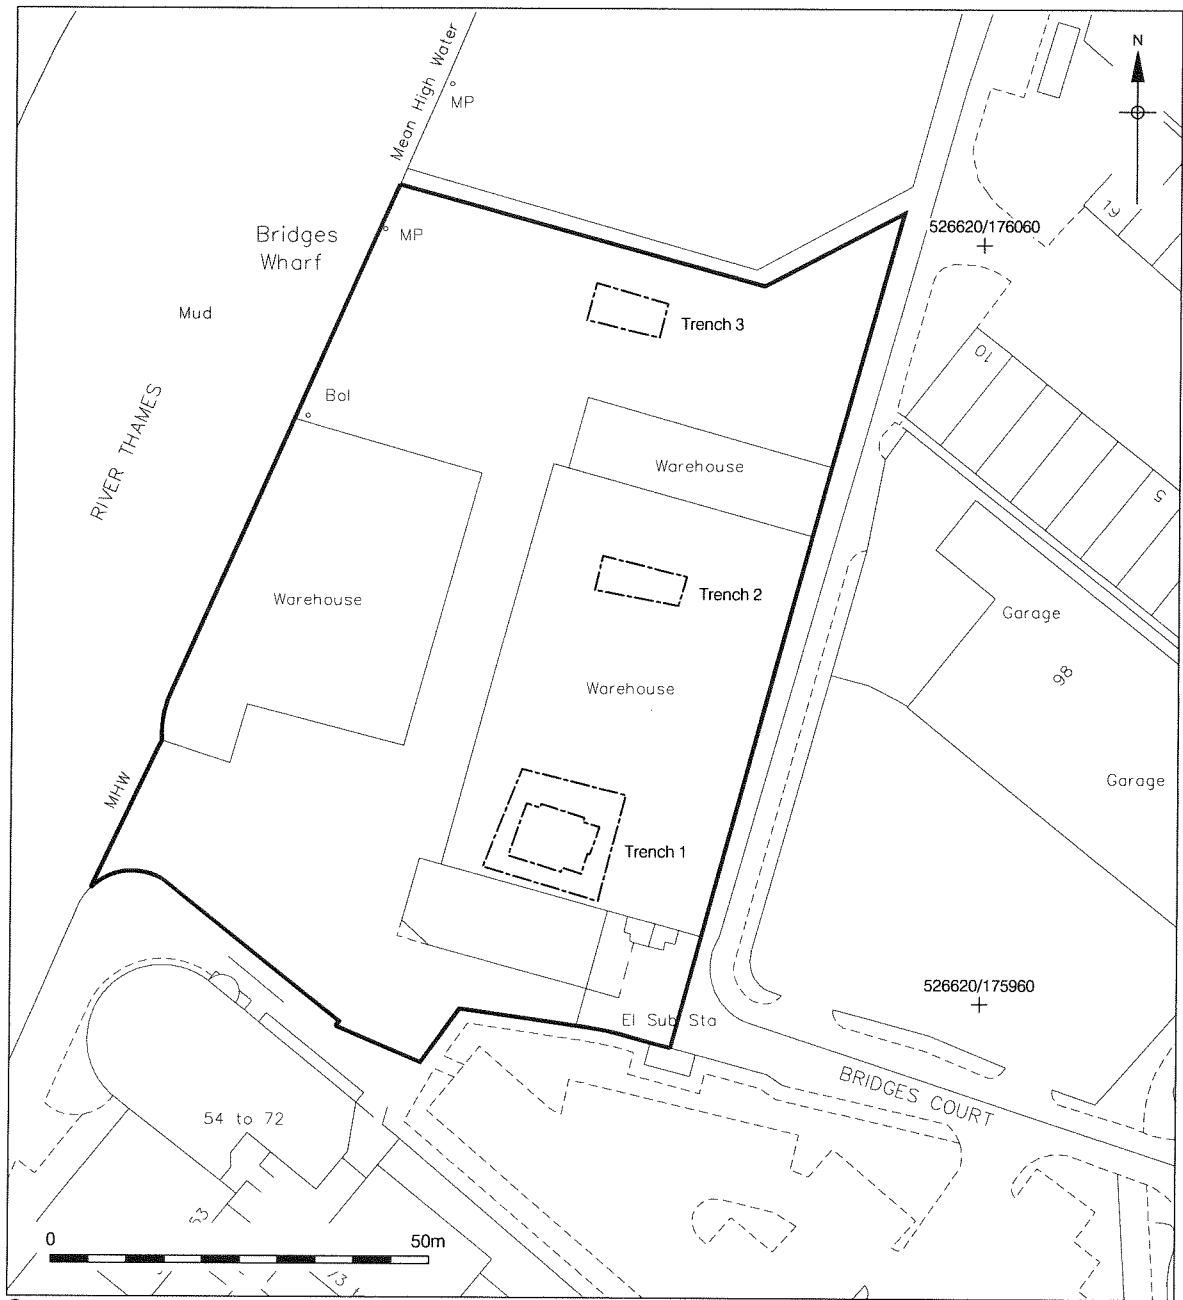 Mean High Water
MP
N
19
526620/176060
Bridges
Wharf
MP
Mud
Trench 3
10
RIVER THAMES
Bol
Warehouse
5
Trench 2
Warehouse
Garage
98
Warehouse
Garage
MHW
Trench 1
526620/175960
El Sub Sta
BRIDGES COURT
54 to 72
53
0
50m